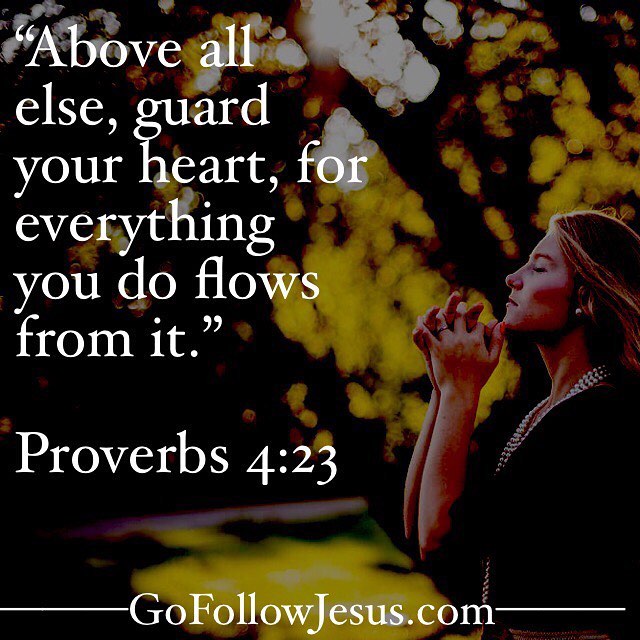 “Above all
else, guard
your heart, for
everything
you do flows
from it.”
Proverbs 4:23
GoFollowJesus.com